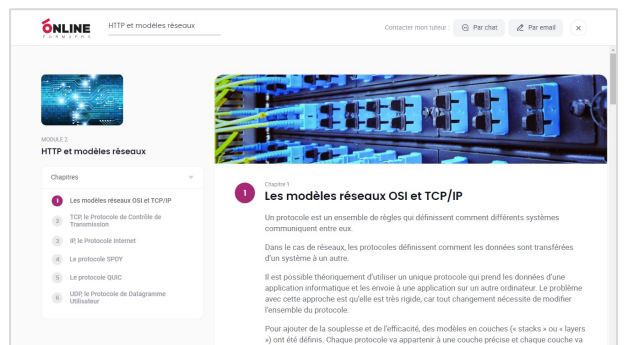 ONLINE
FORMAPRO
HTTP et modèles réseaux
Contacter mon tuteur :
Par chat
Par email
MODULE 2
HTTP et modèles réseaux
Chapitres
1 Les modèles réseaux OSI et TCP/IP
2 TCP, le Protocole de Contrôle de
Transmission
3 IP, le Protocole Internet
4 Le protocole SPDY
5 Le protocole QUIC
6 UDP, le Protocole de Datagramme
Utilisateur
Chapitre 1
1 Les modèles réseaux OSI et TCP/IP
Un protocole est un ensemble de règles qui définissent comment différents systèmes
communiquent entre eux.
Dans le cas de réseaux, les protocoles définissent comment les données sont transférées
d'un système à un autre.
Il est possible théoriquement d'utiliser un unique protocole qui prend les données d'une
application informatique et les envoie à une application sur un autre ordinateur. Le problème
avec cette approche est qu'elle est très rigide, car tout changement nécessite de modifier
l'ensemble du protocole.
Pour ajouter de la souplesse et de l'efficacité, des modèles en couches (« stacks » ou « layers
») ont été définis. Chaque protocole va appartenir à une couche précise et chaque couche va